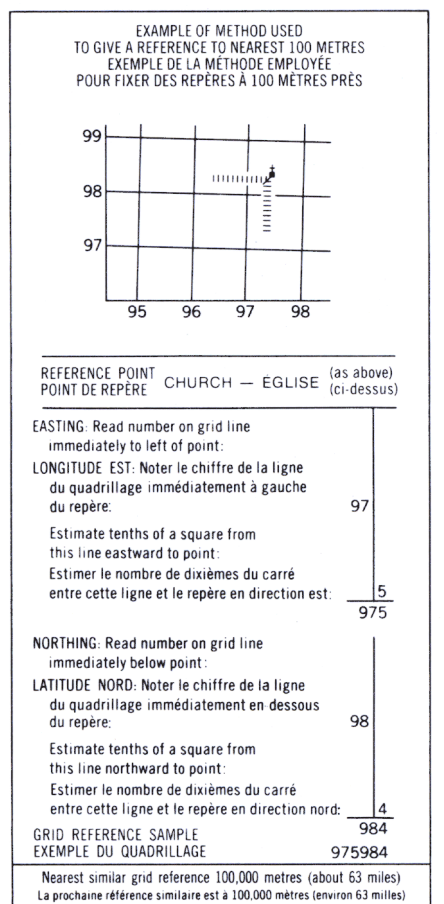 EXAMPLE OF METHOD USED
TO GIVE A REFERENCE TO NEAREST 100 METRES
EXEMPLE DE LA MÉTHODE EMPLOYÉE
POUR FIXER DES REPÈRES À 100 MÈTRES PRÈS
99
98
97
95 96 97 98
REFERENCE POINT
POINT DE REPÈRE
CHURCH — ÉGLISE
(as above)
(ci-dessus)
EASTING: Read number on grid line
immediately to left of point:
LONGITUDE EST: Noter le chiffre de la ligne
du quadrillage immédiatement à gauche
du repère: 97
Estimate tenths of a square from
this line eastward to point:
Estimer le nombre de dixièmes du carré
entre cette ligne et le repère en direction est: 5
975
NORTHING: Read number on grid line
immediately below point:
LATITUDE NORD: Noter le chiffre de la ligne
du quadrillage immédiatement en dessous
du repère: 98
Estimate tenths of a square from
this line northward to point:
Estimer le nombre de dixièmes du carré
entre cette ligne et le repère en direction nord: 4
984
GRID REFERENCE SAMPLE
EXEMPLE DU QUADRILLAGE 975984
Nearest similar grid reference 100,000 metres (about 63 miles)
La prochaine référence similaire est à 100,000 mètres (environ 63 milles)